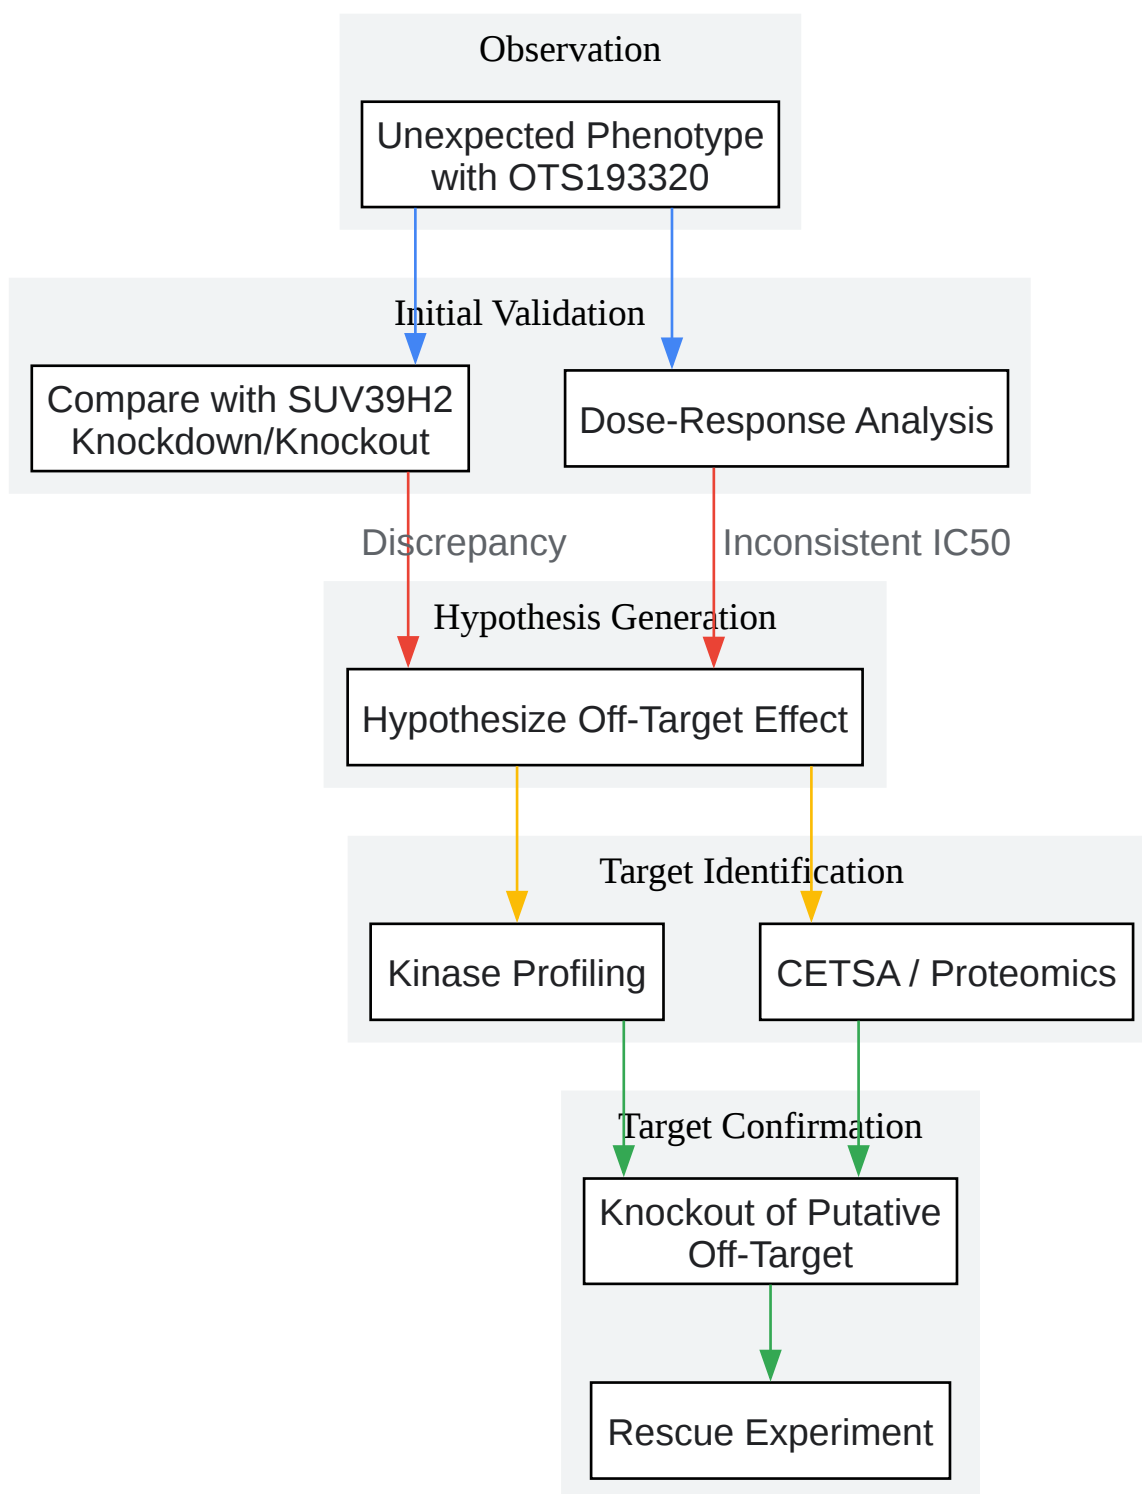 Observation
Unexpected Phenotype
with OTS193320
Initial Validation
Compare with SUV39H2
Knockdown/Knockout
Dose-Response Analysis
Discrepancy
Inconsistent IC50
Hypothesis Generation
Hypothesize Off-Target Effect
Target Identification
Kinase Profiling
CETSA / Proteomics
Target Confirmation
Knockout of Putative
Off-Target
Rescue Experiment